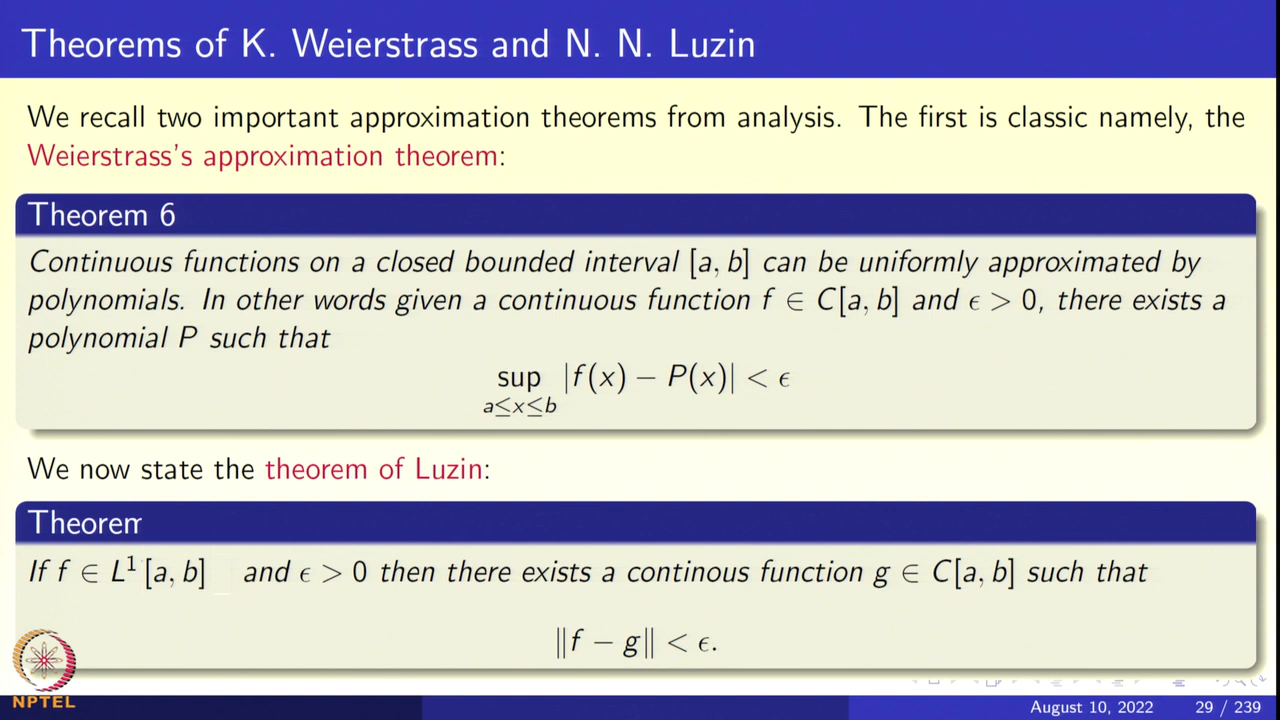 Theorems of K. Weierstrass and N. N. Luzin
We recall two important approximation theorems from analysis. The first is classic namely, the
Weierstrass's approximation theorem:
Theorem 6
Continuous functions on a closed bounded interval [a, b] can be uniformly approximated by
polynomials. In other words given a continuous function f ∈ C[a, b] and ϵ > 0, there exists a
polynomial P such that
sup |f(x) − P(x)| < ϵ
a≤x≤b
We now state the theorem of Luzin:
Theorem
If f ∈ L¹[a, b] and ϵ > 0 then there exists a continous function g ∈ C[a, b] such that
‖f − g‖ < ϵ.
NPTEL
August 10, 2022 29 / 239